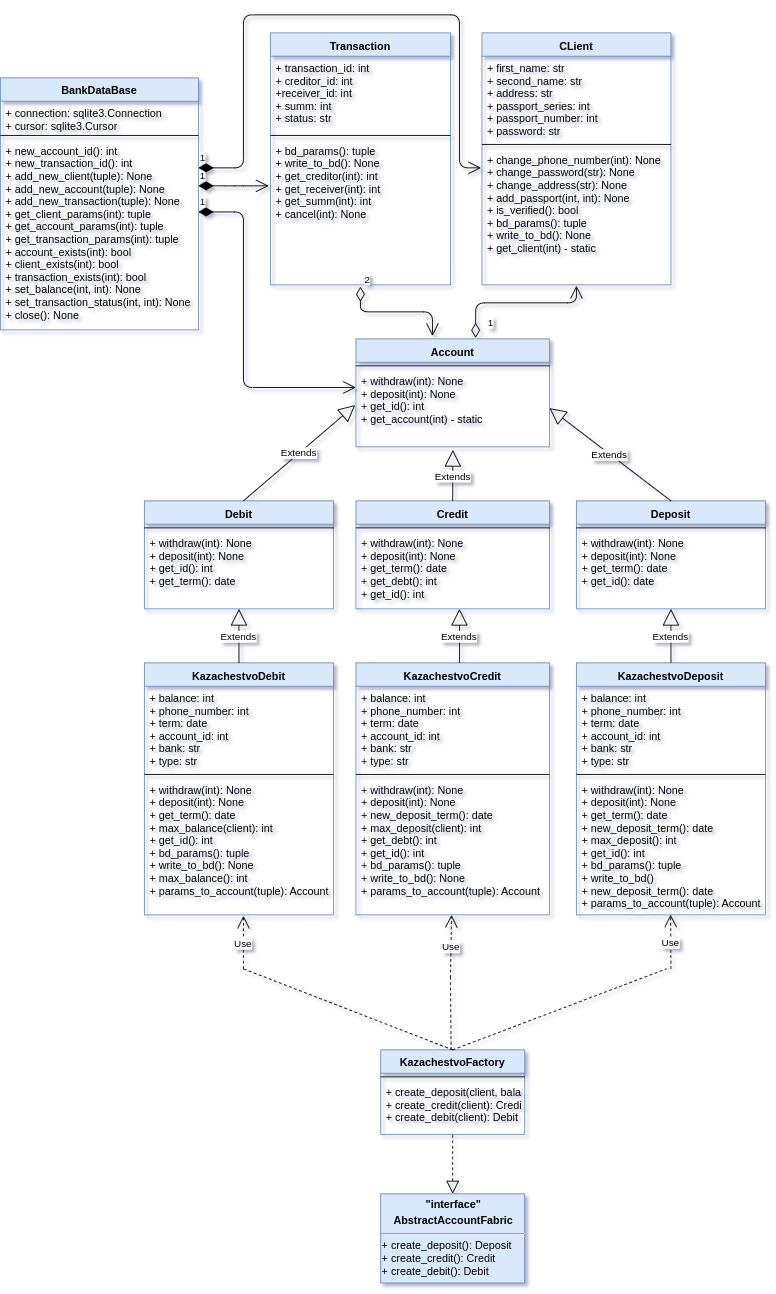 BankDataBase
+ connection: sqlite3.Connection
+ cursor: sqlite3.Cursor
+ new_account_id(): int
+ new_transaction_id(): int
+ add_new_client(tuple): None
+ add_new_account(tuple): None
+ add_new_transaction(tuple): None
+ get_client_params(int): tuple
+ get_account_params(int): tuple
+ get_transaction_params(int): tuple
+ account_exists(int): bool
+ client_exists(int): bool
+ transaction_exists(int): bool
+ set_balance(int, int): None
+ set_transaction_status(int, int): None
+ close(): None
1
1
1
Transaction
+ transaction_id: int
+ creditor_id: int
+receiver_id: int
+ summ: int
+ status: str
+ bd_params(): tuple
+ write_to_bd(): None
+ get_creditor(int): int
+ get_receiver(int): int
+ get_summ(int): int
+ cancel(int): None
2
CLient
+ first_name: str
+ second_name: str
+ address: str
+ passport_series: int
+ passport_number: int
+ password: str
+ change_phone_number(int): None
+ change_password(str): None
+ change_address(str): None
+ add_passport(int, int): None
+ is_verified(): bool
+ bd_params(): tuple
+ write_to_bd(): None
+ get_client(int) - static
1
Account
+ withdraw(int): None
+ deposit(int): None
+ get_id(): int
+ get_account(int) - static
Extends
Extends
Extends
Debit
+ withdraw(int): None
+ deposit(int): None
+ get_id(): int
+ get_term(): date
Credit
+ withdraw(int): None
+ deposit(int): None
+ get_term(): date
+ get_debt(): int
+ get_id(): int
Deposit
+ withdraw(int): None
+ deposit(int): None
+ get_term(): date
+ get_id(): date
Extends
Extends
Extends
KazachestvoDebit
+ balance: int
+ phone_number: int
+ term: date
+ account_id: int
+ bank: str
+ type: str
+ withdraw(int): None
+ deposit(int): None
+ get_term(): date
+ max_balance(client): int
+ get_id(): int
+ bd_params(): tuple
+ write_to_bd(): None
+ max_balance(): int
+ params_to_account(tuple): Account
KazachestvoCredit
+ balance: int
+ phone_number: int
+ term: date
+ account_id: int
+ bank: str
+ type: str
+ withdraw(int): None
+ deposit(int): None
+ new_deposit_term(): date
+ max_deposit(client): int
+ get_debt(): int
+ get_id(): int
+ bd_params(): tuple
+ write_to_bd(): None
+ params_to_account(tuple): Account
KazachestvoDeposit
+ balance: int
+ phone_number: int
+ term: date
+ account_id: int
+ bank: str
+ type: str
+ withdraw(int): None
+ deposit(int): None
+ get_term(): date
+ new_deposit_term(): date
+ max_deposit(): int
+ get_id(): int
+ bd_params(): tuple
+ write_to_bd()
+ new_deposit_term(): date
+ params_to_account(tuple): Account
Use
Use
Use
KazachestvoFactory
+ create_deposit(client, bala
+ create_credit(client): Credi
+ create_debit(client): Debit
"interface"
AbstractAccountFabric
+ create_deposit(): Deposit
+ create_credit(): Credit
+ create_debit(): Debit